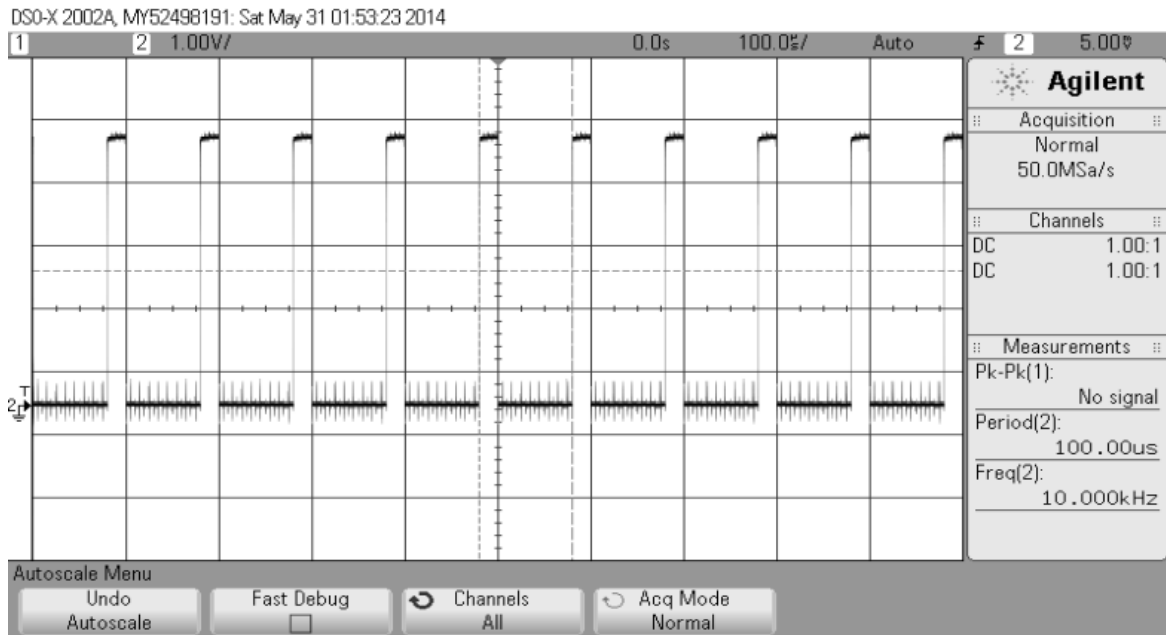 DSO-X 2002A, MY52498191: Sat May 31 01:53:23 2014
1 2 1.00V/ 0.0s 100.0s/ Auto 2 5.00V
Agilent
Acquisition
Normal
50.0MSa/s
Channels
DC 1.00:1
DC 1.00:1
Measurements
Pk-Pk(1):
No signal
Period(2):
100.00us
Freq(2):
10.000kHz
T
2
Autoscale Menu
Undo
Autoscale
Fast Debug
Channels
All
Acq Mode
Normal